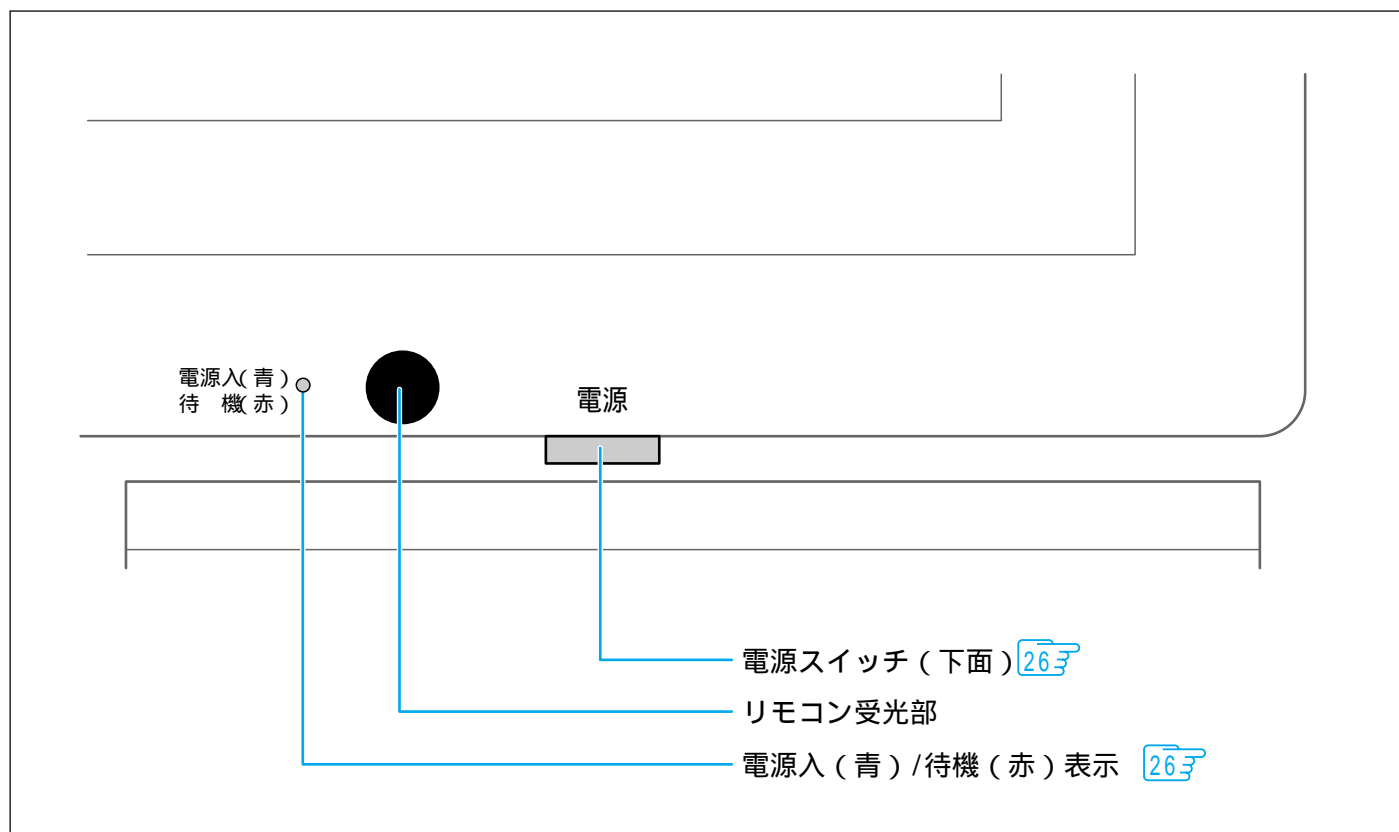 電源入(青)
待　機(赤)
電源
電源スイッチ(下面) 26
リモコン受光部
電源入(青)/待機(赤)表示 26